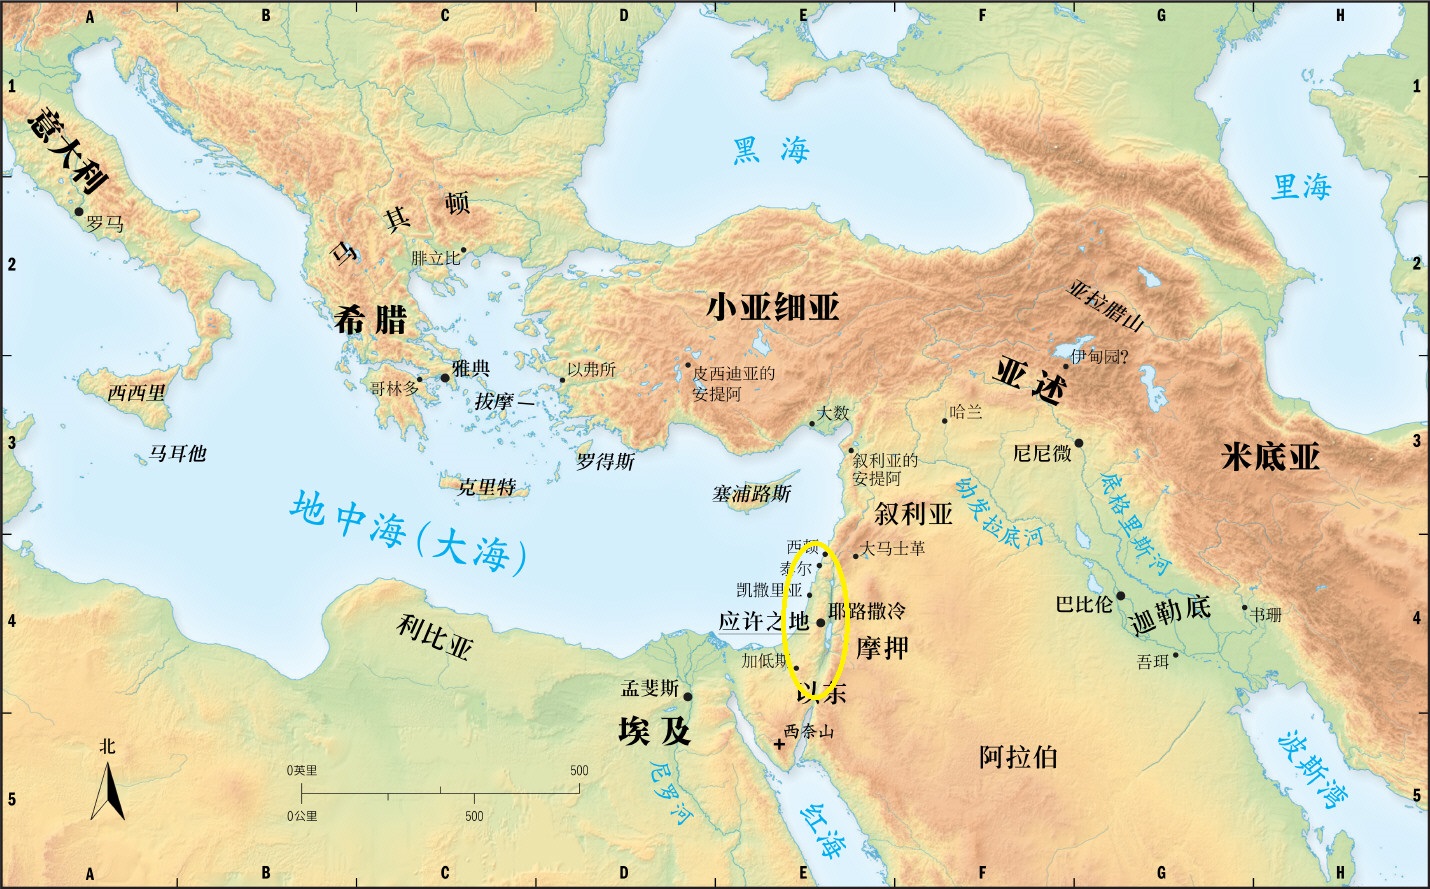 A B C D E F G H
1 1
黑 海
意大利
里海
罗马
马 其 顿
腓立比
2 2
亚拉腊山
小亚细亚
希 腊
伊甸园?
雅典
以弗所
皮西迪亚的
安提阿
亚 述
哥林多
西西里
拔摩
大数
哈兰
3 3
马耳他
尼尼微
米底亚
罗得斯
叙利亚的
安提阿
克里特
塞浦路斯
幼发拉底河
底格里斯河
地中海(大海)
叙利亚
西顿
大马士革
泰尔
凯撒里亚
巴比伦
迦勒底
书珊
耶路撒冷
应许之地
4 4
利比亚
摩押
加低斯
吾珥
孟斐斯
以东
埃 及
西奈山
北
阿拉伯
波斯湾
0英里 500
尼罗河
5 5
0公里 500
红海
A B C D E F G H